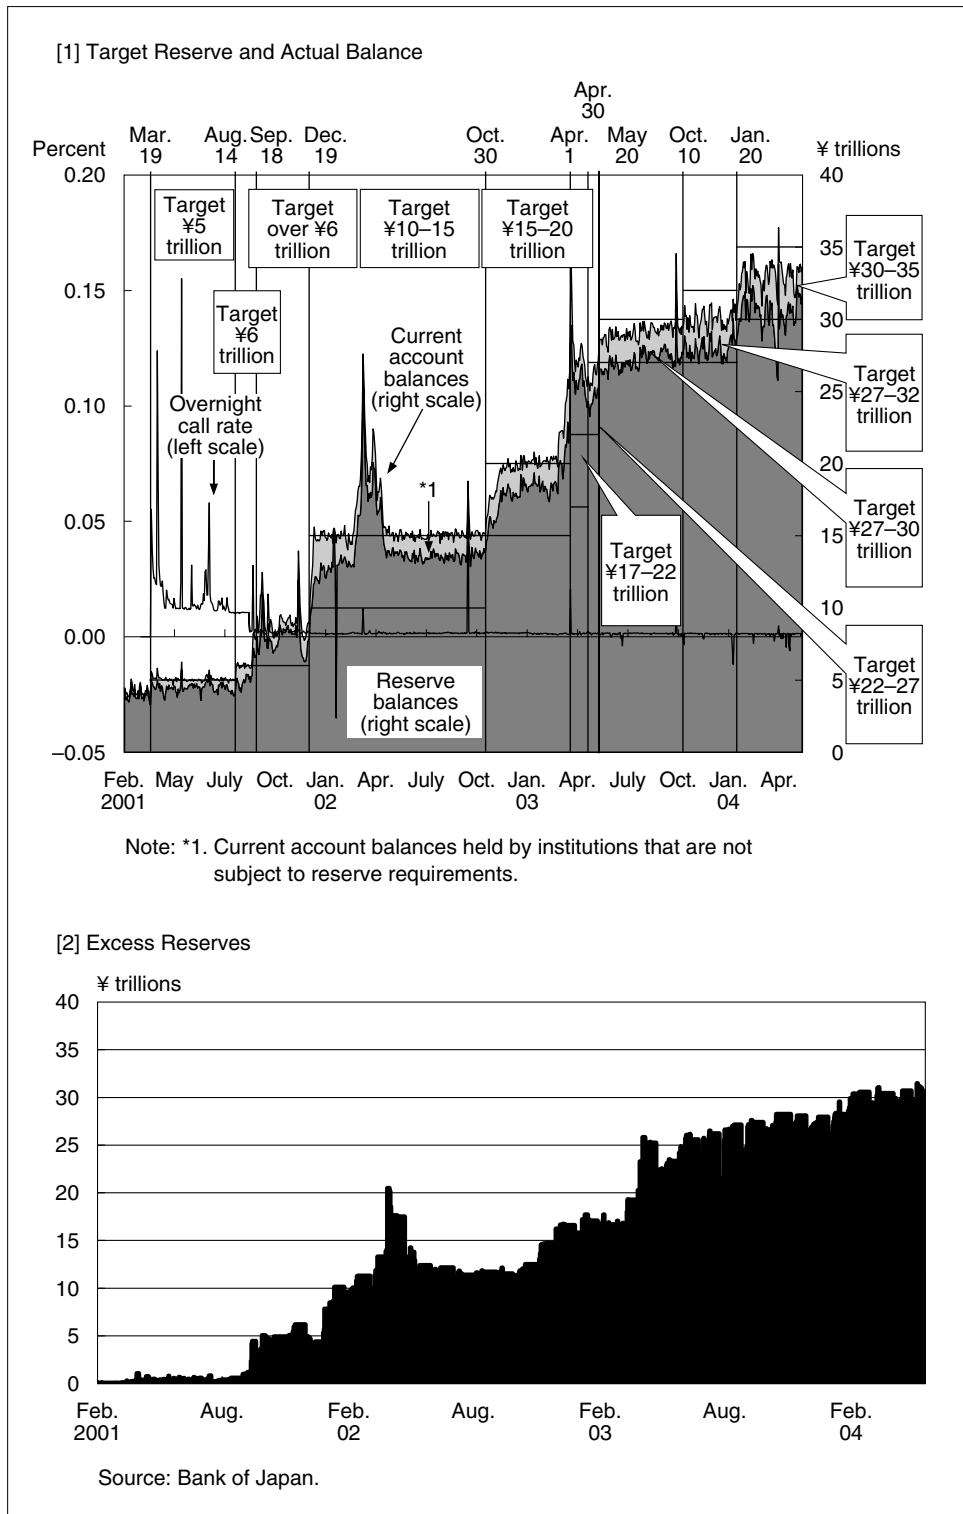 [1] Target Reserve and Actual Balance
Apr.
30
Mar.
19
Aug.
14
Sep.
18
Dec.
19
Oct.
30
Apr.
1
May
20
Oct.
10
Jan.
20
Percent
¥ trillions
0.20
0.15
0.10
0.05
0.00
–0.05
40
35
30
25
20
15
10
5
0
Target
¥5
trillion
Target
¥6
trillion
Target
over ¥6
trillion
Target
¥10–15
trillion
Target
¥15–20
trillion
Target
¥30–35
trillion
Target
¥27–32
trillion
Target
¥27–30
trillion
Target
¥17–22
trillion
Target
¥22–27
trillion
Overnight
call rate
(left scale)
Current
account
balances
(right scale)
*1
Reserve
balances
(right scale)
Feb.
2001
May
July
Oct.
Jan.
02
Apr.
July
Oct.
Jan.
03
Apr.
July
Oct.
Jan.
04
Apr.
Note: *1. Current account balances held by institutions that are not
subject to reserve requirements.
[2] Excess Reserves
¥ trillions
40
35
30
25
20
15
10
5
0
Feb.
2001
Aug.
Feb.
02
Aug.
Feb.
03
Aug.
Feb.
04
Source: Bank of Japan.